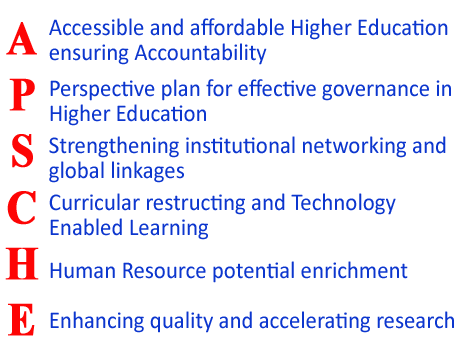 A Accessible and affordable Higher Education
ensuring Accountability
P Perspective plan for effective governance in
Higher Education
S Strengthening institutional networking and
global linkages
C Curricular restructing and Technology
Enabled Learning
H Human Resource potential enrichment
E Enhancing quality and accelerating research